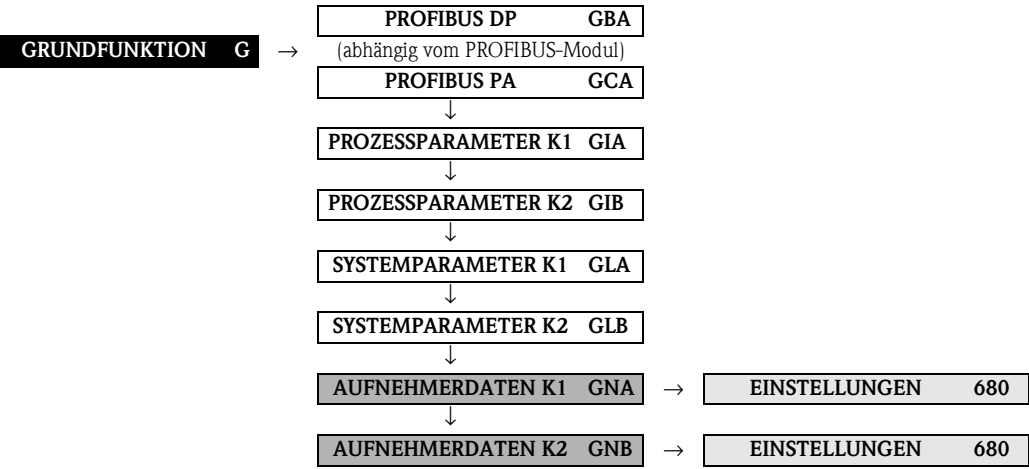 PROFIBUS DP GBA
GRUNDFUNKTION G → (abhängig vom PROFIBUS-Modul)
PROFIBUS PA GCA
↓
PROZESSPARAMETER K1 GIA
↓
PROZESSPARAMETER K2 GIB
↓
SYSTEMPARAMETER K1 GLA
↓
SYSTEMPARAMETER K2 GLB
↓
AUFNEHMERDATEN K1 GNA → EINSTELLUNGEN 680
↓
AUFNEHMERDATEN K2 GNB → EINSTELLUNGEN 680